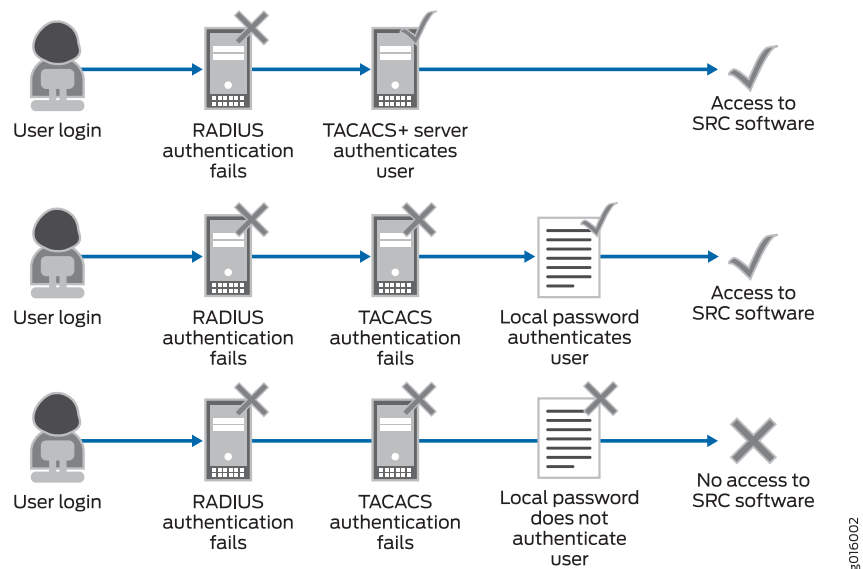 User login
RADIUS
authentication
fails
TACACS+ server
authenticates
user
Access to
SRC software
User login
RADIUS
authentication
fails
TACACS
authentication
fails
Local password
authenticates
user
Access to
SRC software
User login
RADIUS
authentication
fails
TACACS
authentication
fails
Local password
does not
authenticate
user
No access to
SRC software
g016002